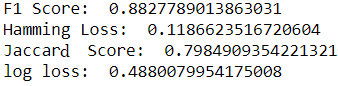 F1 Score:  0.8827789013863031
Hamming Loss:  0.1186623516720604
Jaccard  Score:  0.7984909354221321
log loss:  0.4880079954175008